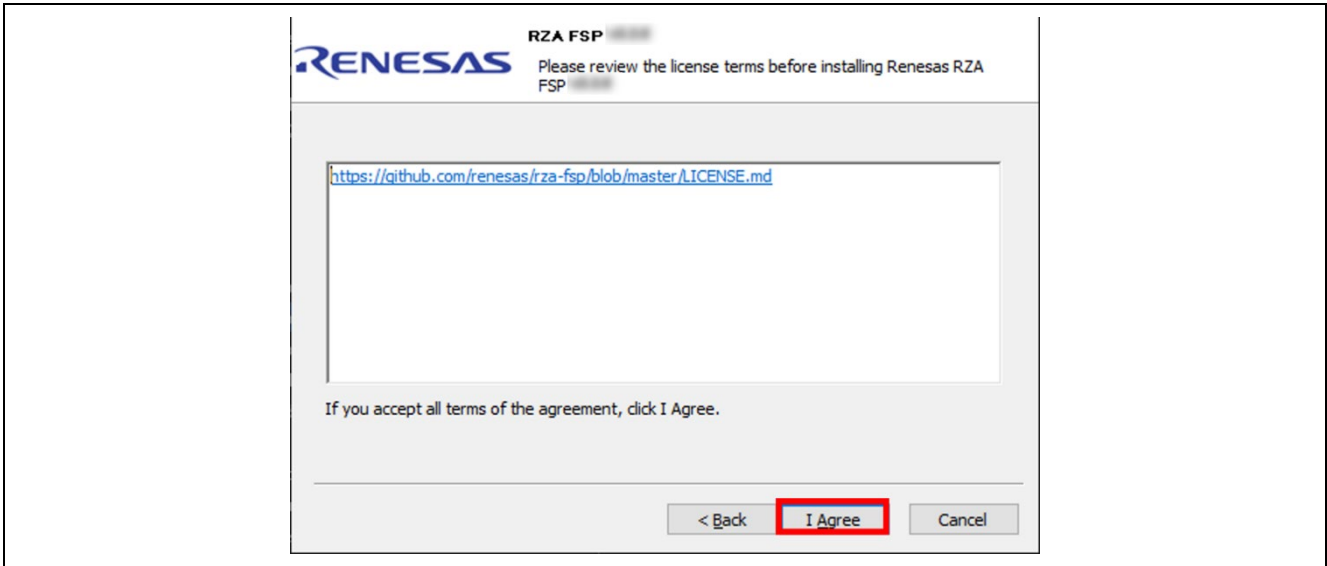 RENESAS
RZA FSP
Please review the license terms before installing Renesas RZA
FSP
https://github.com/renesas/rza-fsp/blob/master/LICENSE.md
If you accept all terms of the agreement, click I Agree.
< Back
I Agree
Cancel